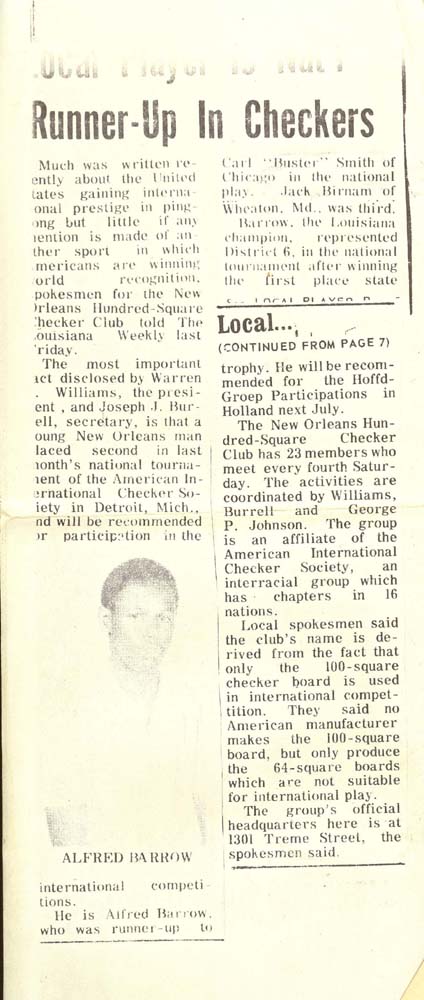 Local Player Is Nat'l
Runner-Up In Checkers
Much was written re-
ently about the United
tates gaining interna-
onal prestige in ping-
ong but little if any
ention is made of an-
ther sport in which
mericans are winning
orld recognition,
pokesmen for the New
rleans Hundred-Square
hecker Club told The
ouisiana Weekly last
riday.
The most important
act disclosed by Warren
. Williams, the presi-
ent , and Joseph J. Bur-
ell, secretary, is that a
oung New Orleans man
laced second in last
onth's national tourna-
ent of the American In-
ernational Checker So-
iety in Detroit, Mich.,
nd will be recommended
or participation in the
ALFRED BARROW
international competi-
tions.
He is Alfred Barrow,
who was runner-up to
Carl "Buster" Smith of
Chicago in the national
play. Jack Birnam of
Wheaton, Md., was third.
Barrow, the Louisiana
champion, represented
District 6, in the national
tournament after winning
the first place state
Local...
(CONTINUED FROM PAGE 7)
trophy. He will be recom-
mended for the Hoffd-
Groep Participations in
Holland next July.
The New Orleans Hun-
dred-Square Checker
Club has 23 members who
meet every fourth Satur-
day. The activities are
coordinated by Williams,
Burrell and George
P. Johnson. The group
is an affiliate of the
American International
Checker Society, an
interracial group which
has chapters in 16
nations.
Local spokesmen said
the club's name is de-
rived from the fact that
only the 100-square
checker board is used
in international compet-
tition. They said no
American manufacturer
makes the 100-square
board, but only produce
the 64-square boards
which are not suitable
for international play.
The group's official
headquarters here is at
1301 Treme Street, the
spokesmen said.